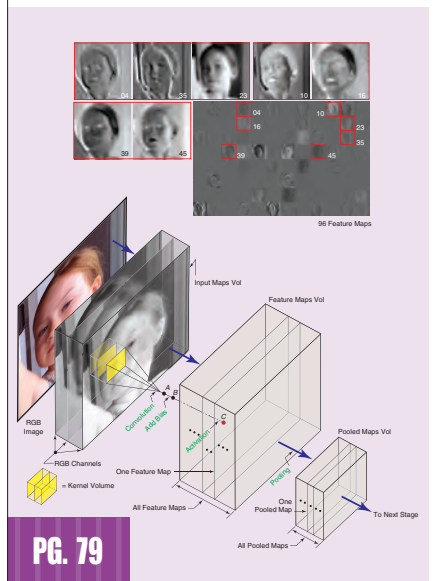 04
35
23
10
16
39
45
04
16
10
23
35
39
45
96 Feature Maps
Input Maps Vol
Feature Maps Vol
A
B
C
Convolution
Add Bias
Activation
RGB
Image
RGB Channels
= Kernel Volume
One Feature Map
All Feature Maps
Pooling
Pooled Maps Vol
One
Pooled Map
To Next Stage
All Pooled Maps
PG. 79